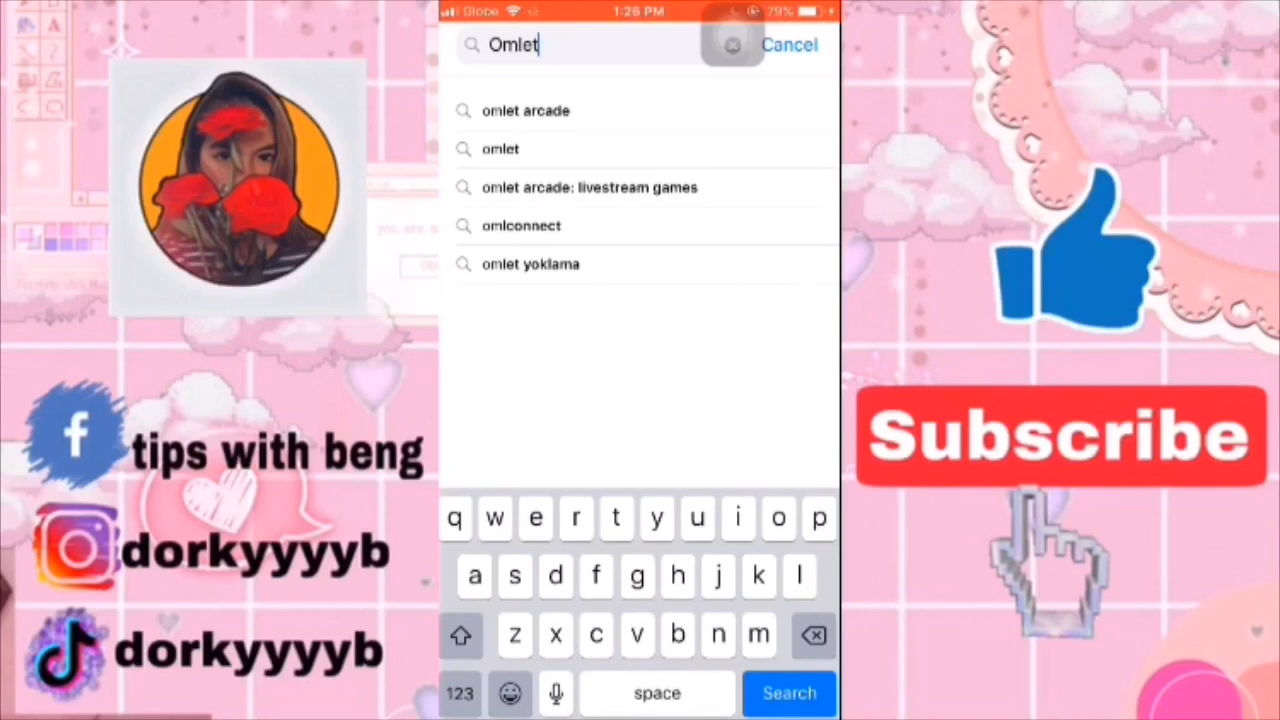 Globe 1:26 PM 79%
Omlet
Cancel
omlet arcade
omlet
omlet arcade: livestream games
omlconnect
omlet yoklama
q w e r t y u i o p
a s d f g h j k l
z x c v b n m
123 space Search
tips with beng
dorkyyyyb
dorkyyyyb
Subscribe